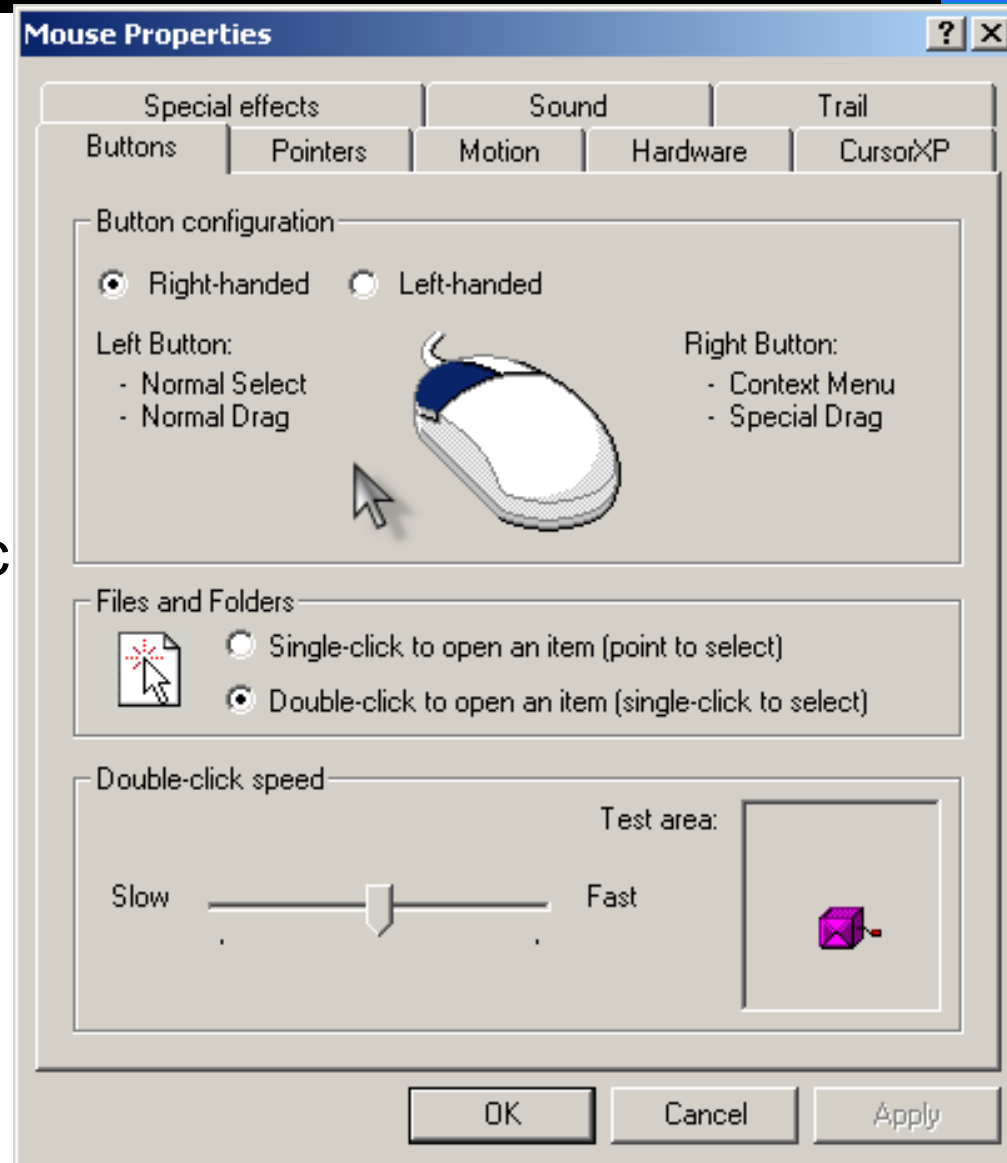 Mouse Properties
? X
Special effects Sound Trail
Buttons Pointers Motion Hardware CursorXP
Button configuration
Right-handed Left-handed
Left Button: Right Button:
- Normal Select - Context Menu
- Normal Drag - Special Drag
c
Files and Folders
Single-click to open an item (point to select)
Double-click to open an item (single-click to select)
Double-click speed
Test area:
Slow Fast
OK Cancel Apply